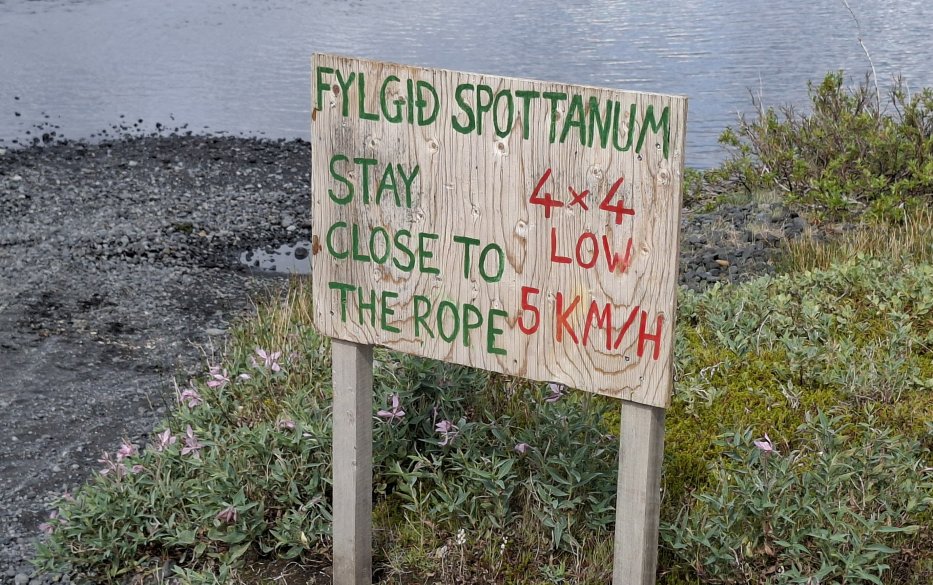 FYLGIÐ SPOTTANUM
STAY
CLOSE TO
THE ROPE
4×4
LOW
5 KM/H